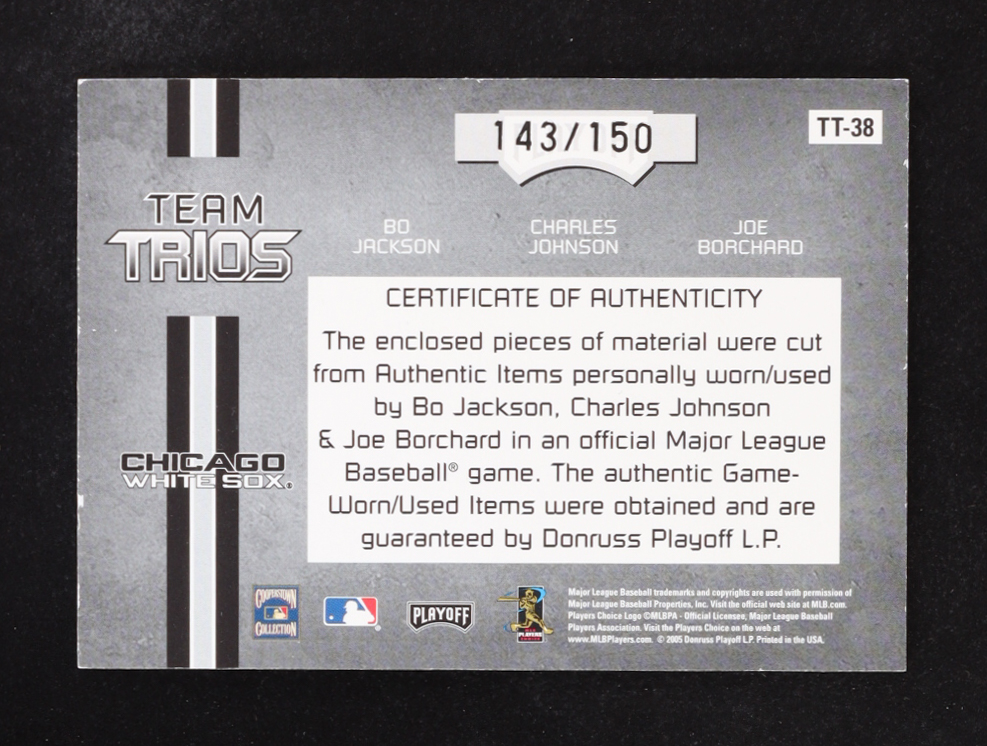 143/150
TT-38
TEAM
TRIOS
BO
JACKSON
CHARLES
JOHNSON
JOE
BORCHARD
CERTIFICATE OF AUTHENTICITY
The enclosed pieces of material were cut
from Authentic Items personally worn/used
by Bo Jackson, Charles Johnson
& Joe Borchard in an official Major League
Baseball® game. The authentic Game-
Worn/Used Items were obtained and are
guaranteed by Donruss Playoff L.P.
CHICAGO
WHITE SOX®
COOPERSTOWN
COLLECTION
PLAYOFF
MLB
PLAYERS
CHOICE
Major League Baseball trademarks and copyrights are used with permission of
Major League Baseball Properties, Inc. Visit the official web site at MLB.com.
Players Choice Logo ©MLBPA - Official Licensee, Major League Baseball
Players Association. Visit the Players Choice on the web at
www.MLBPlayers.com. © 2005 Donruss Playoff L.P. Printed in the USA.